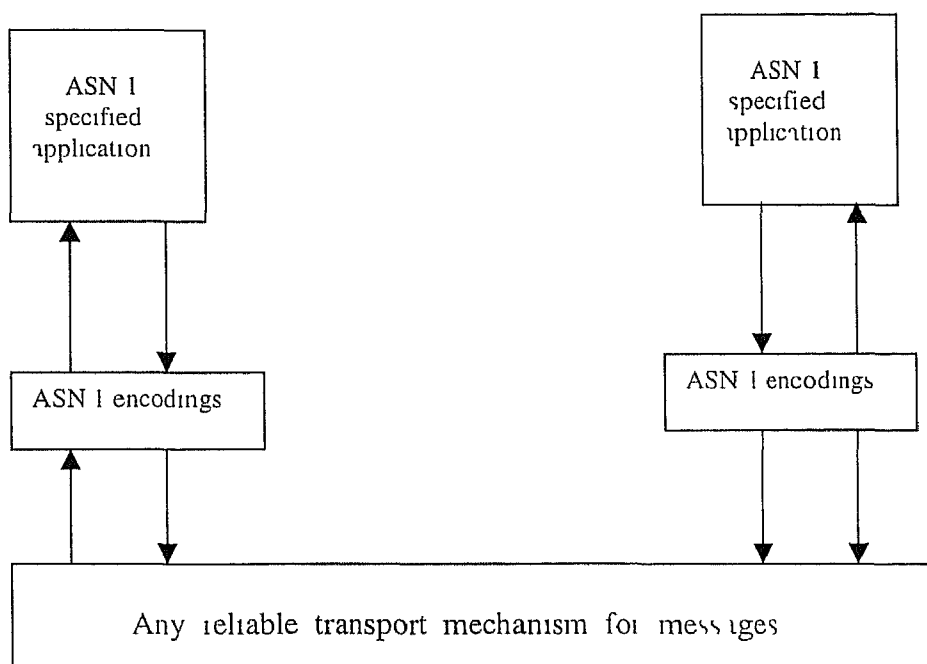 ASN 1
specified
application
ASN 1
specified
application
ASN 1 encodings
ASN 1 encodings
Any reliable transport mechanism for messages